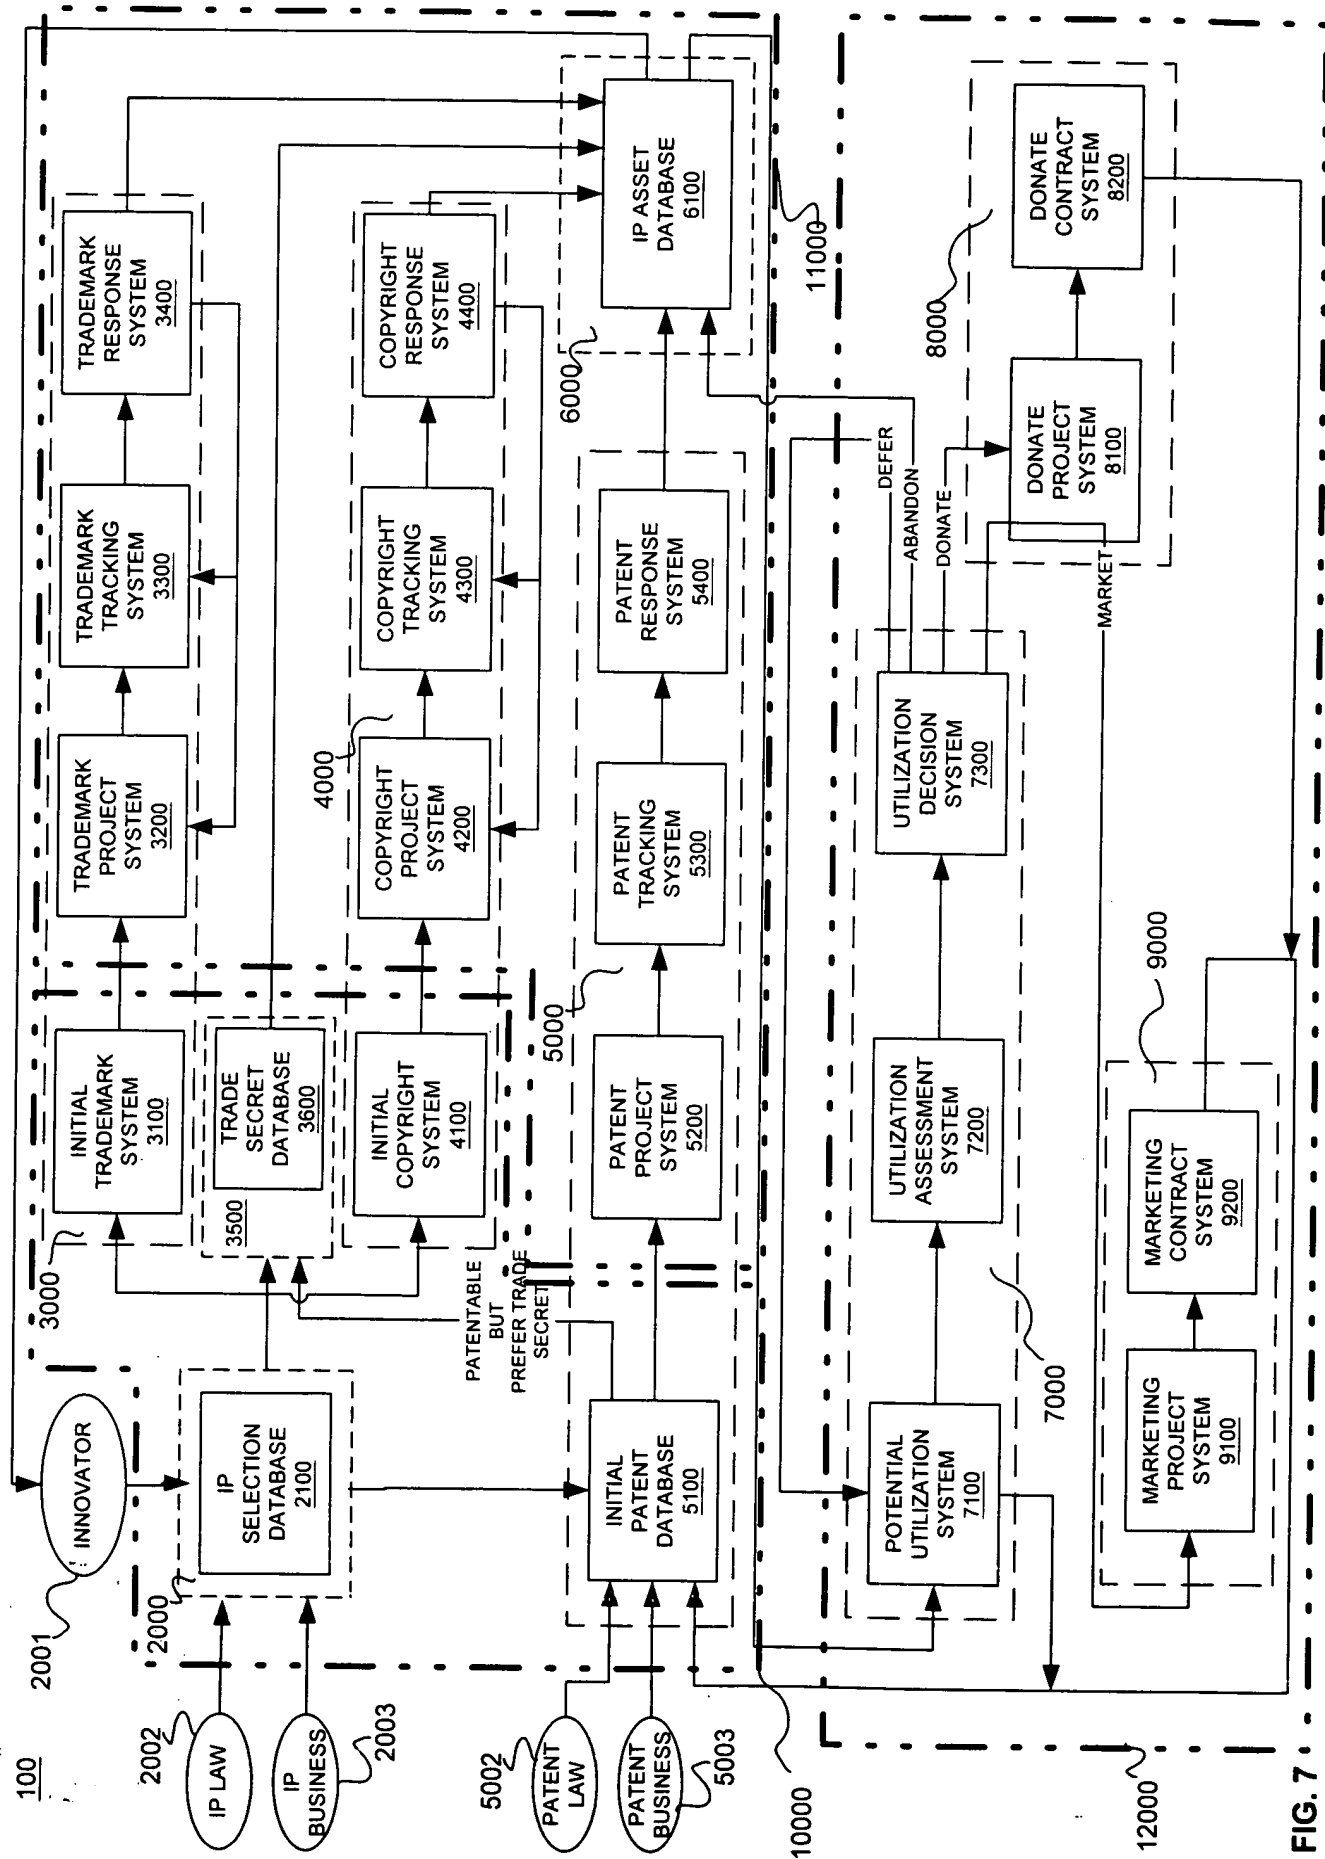 100
2001
INNOVATOR
2002
IP LAW
IP
BUSINESS
2003
2000
IP
SELECTION
DATABASE
2100
3000
INITIAL
TRADEMARK
SYSTEM
3100
TRADEMARK
PROJECT
SYSTEM
3200
TRADEMARK
TRACKING
SYSTEM
3300
TRADEMARK
RESPONSE
SYSTEM
3400
3500
TRADE
SECRET
DATABASE
3600
INITIAL
COPYRIGHT
SYSTEM
4100
4000
COPYRIGHT
PROJECT
SYSTEM
4200
COPYRIGHT
TRACKING
SYSTEM
4300
COPYRIGHT
RESPONSE
SYSTEM
4400
PATENTABLE
BUT
PREFER TRADE
SECRET
5002
PATENT
LAW
PATENT
BUSINESS
5003
INITIAL
PATENT
DATABASE
5100
5000
PATENT
PROJECT
SYSTEM
5200
PATENT
TRACKING
SYSTEM
5300
PATENT
RESPONSE
SYSTEM
5400
6000
IP ASSET
DATABASE
6100
10000
11000
POTENTIAL
UTILIZATION
SYSTEM
7100
7000
UTILIZATION
ASSESSMENT
SYSTEM
7200
UTILIZATION
DECISION
SYSTEM
7300
DEFER
ABANDON
DONATE
MARKET
8000
DONATE
PROJECT
SYSTEM
8100
DONATE
CONTRACT
SYSTEM
8200
9000
MARKETING
PROJECT
SYSTEM
9100
MARKETING
CONTRACT
SYSTEM
9200
12000
FIG. 7